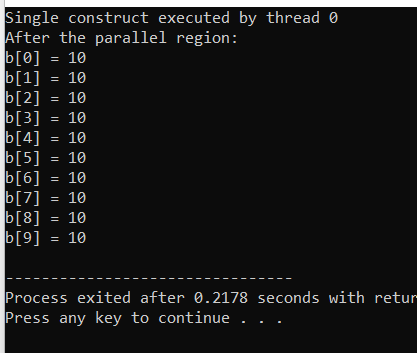 Single construct executed by thread 0
After the parallel region:
b[0] = 10
b[1] = 10
b[2] = 10
b[3] = 10
b[4] = 10
b[5] = 10
b[6] = 10
b[7] = 10
b[8] = 10
b[9] = 10
--------------------------------
Process exited after 0.2178 seconds with retur
Press any key to continue . . .